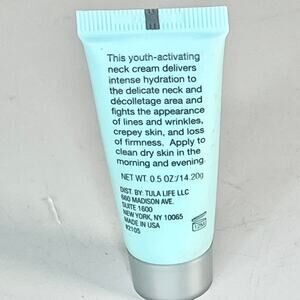 This youth-activating
neck cream delivers
intense hydration to
the delicate neck and
décolletage area and
fights the appearance
of lines and wrinkles,
crepey skin, and loss
of firmness. Apply to
clean dry skin in the
morning and evening.
NET WT. 0.5 OZ./14.20g
DIST. BY: TULA LIFE LLC
660 MADISON AVE.
SUITE 1600
NEW YORK, NY 10065
MADE IN USA
#2105